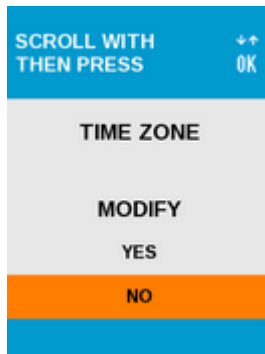 SCROLL WITH ↓↑
THEN PRESS OK
TIME ZONE
MODIFY
YES
NO